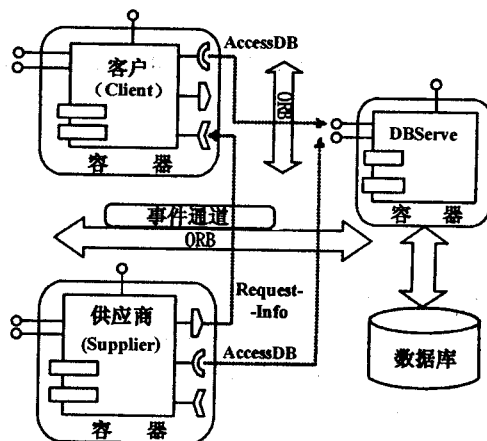 AccessDB
客户
(Client)
容 器
ORB
DBServe
容 器
事件通道
ORB
供应商
(Supplier)
容 器
Request-
-Info
AccessDB
数据库